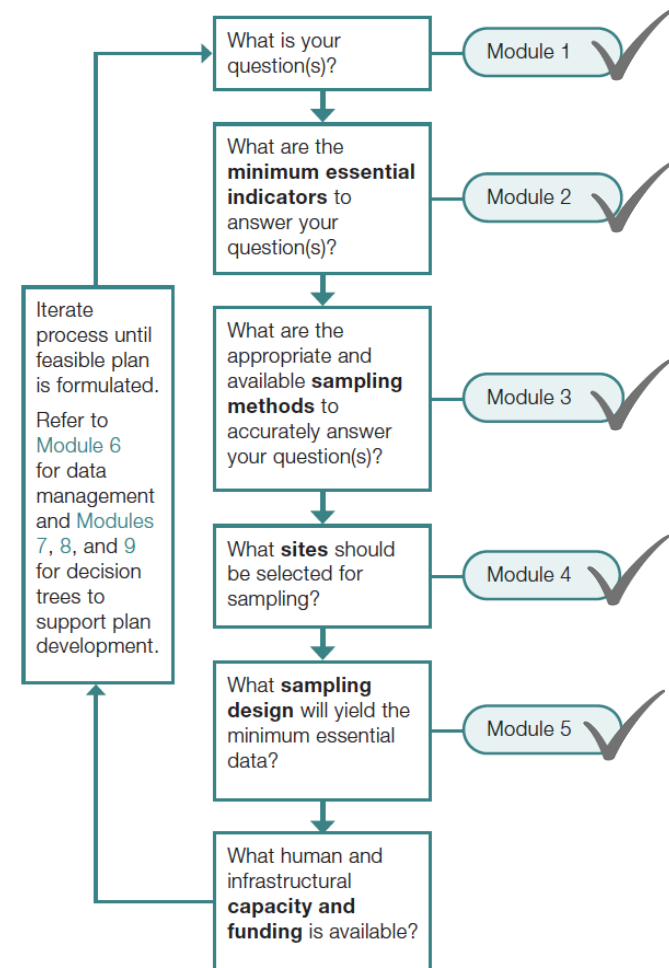 What is your
question(s)?
Module 1
What are the
minimum essential
indicators to
answer your
question(s)?
Module 2
What are the
appropriate and
available sampling
methods to
accurately answer
your question(s)?
Module 3
What sites should
be selected for
sampling?
Module 4
What sampling
design will yield the
minimum essential
data?
Module 5
What human and
infrastructural
capacity and
funding is available?
Iterate
process until
feasible plan
is formulated.
Refer to
Module 6
for data
management
and Modules
7, 8, and 9
for decision
trees to
support plan
development.